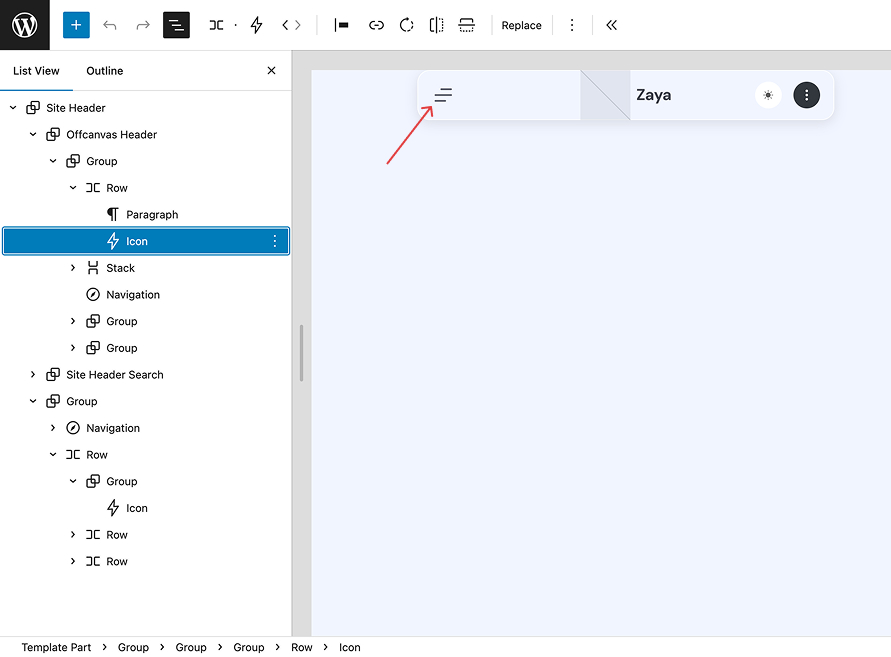 Replace
List View
Outline
Site Header
Offcanvas Header
Group
Row
Paragraph
Icon
Stack
Navigation
Group
Group
Site Header Search
Group
Navigation
Row
Group
Icon
Row
Row
Zaya
Template Part > Group > Group > Group > Row > Icon